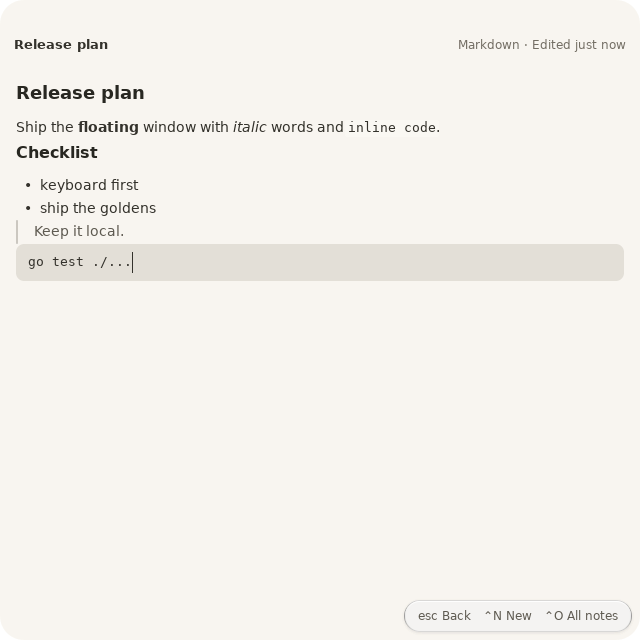 Release plan
Markdown · Edited just now
Release plan
Ship the floating window with italic words and inline code.
Checklist
• keyboard first
• ship the goldens
Keep it local.
go test ./...
esc Back ⌃N New ⌃O All notes